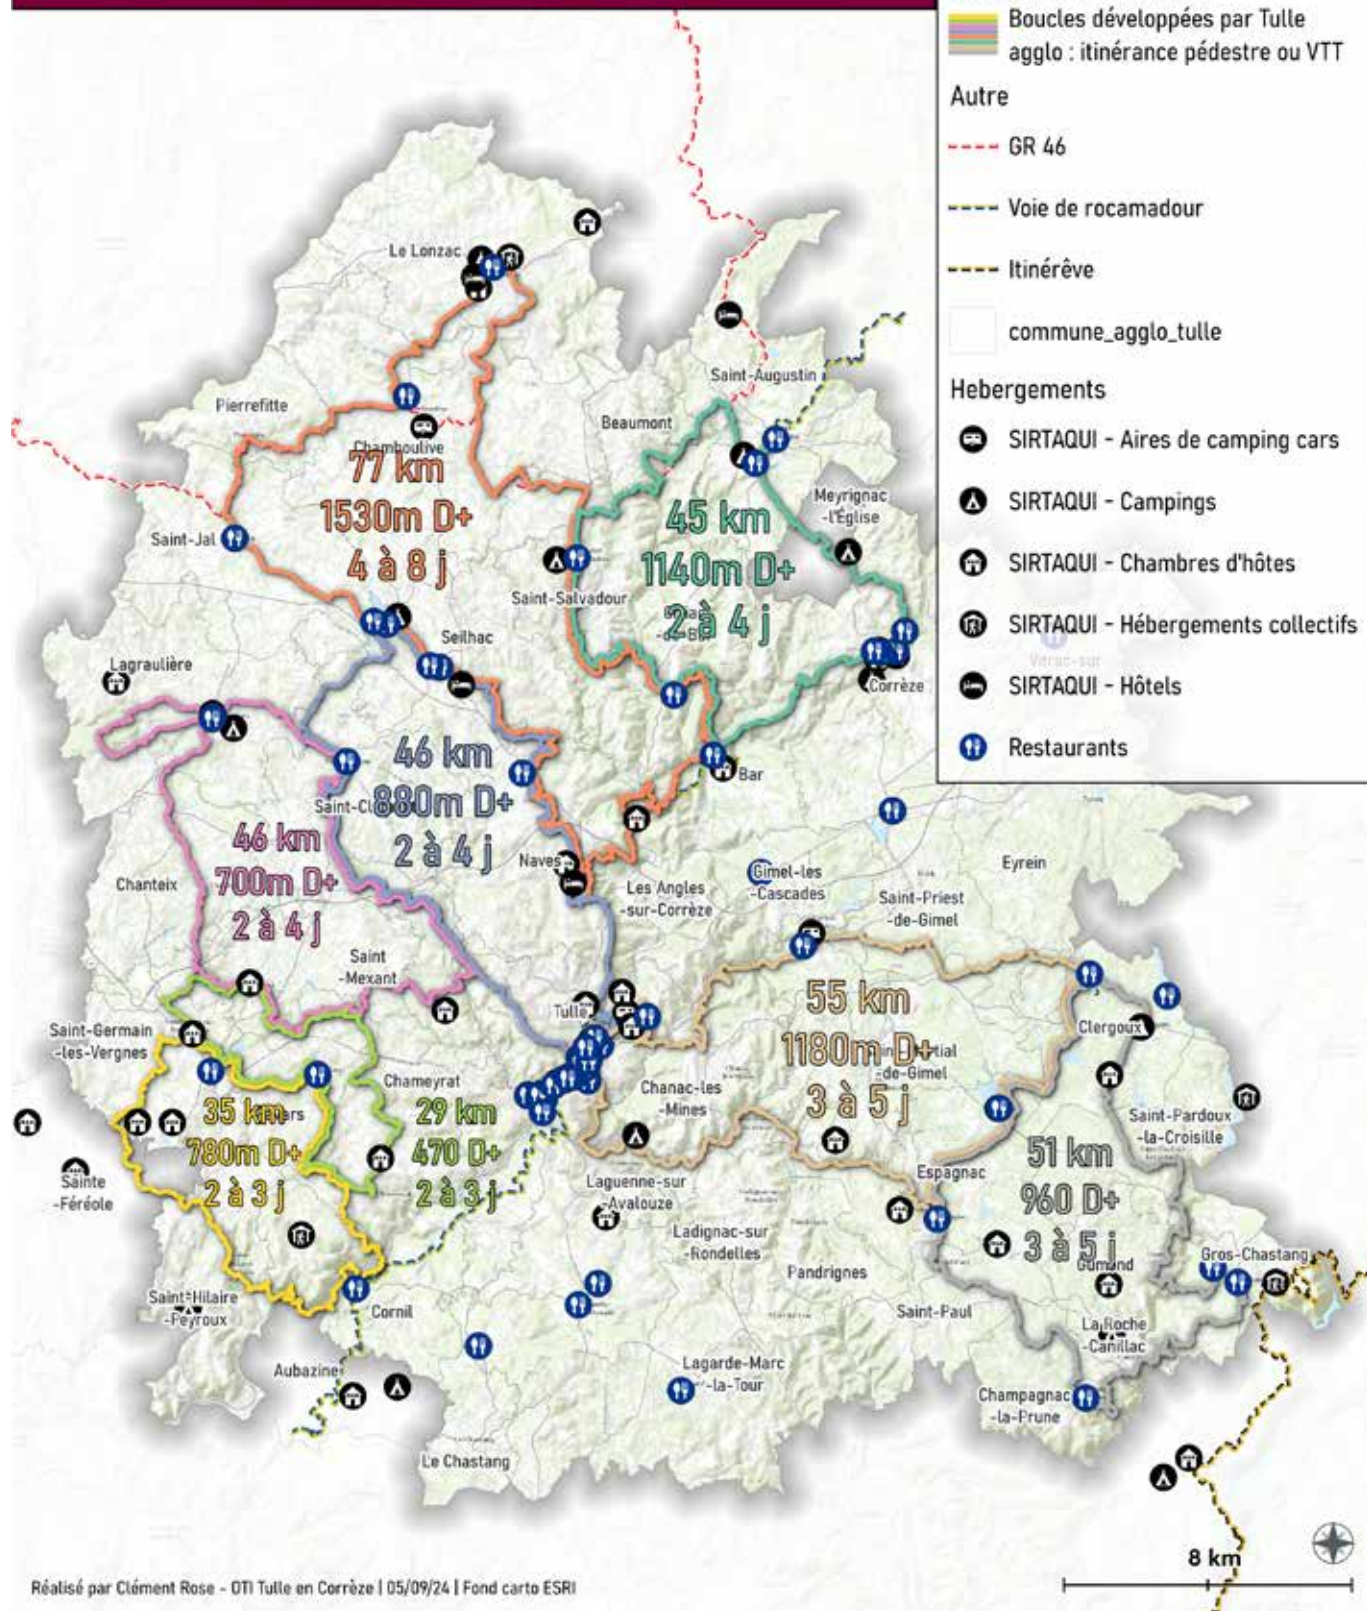 Boucles développées par Tulle
agglo : itinérance pédestre ou VTT
Autre
GR 46
Voie de rocamadour
Itinérêve
commune_agglo_tulle
Hebergements
SIRTAQUI - Aires de camping cars
SIRTAQUI - Campings
SIRTAQUI - Chambres d'hôtes
SIRTAQUI - Hébergements collectifs
SIRTAQUI - Hôtels
Restaurants
Le Lonzac
Saint-Augustin
Pierrefitte
Beaumont
Chamboulive
77 km
1530m D+
4 à 8 j
Meyrignac
-l'Église
45 km
1140m D+
2 à 4 j
Saint-Jal
Saint-Salvadour
Seilhac
Lagraulière
Corrèze
46 km
880m D+
2 à 4 j
Bar
46 km
700m D+
2 à 4 j
Naves
Chanteix
Les Angles
-sur-Corrèze
Gimel-les
-Cascades
Eyrein
Saint-Priest
-de-Gimel
Saint
-Mexant
55 km
1180m D+
3 à 5 j
-de-Gimel
Tulle
Clergoux
Saint-Germain
-les-Vergnes
Chameyrat
Chanac-les
-Mines
35 km
780m D+
2 à 3 j
29 km
470 D+
2 à 3 j
Saint-Pardoux
-la-Croisille
51 km
960 D+
3 à 5 j
Espagnac
Sainte
-Féréole
Laguenne-sur
-Avalouze
Ladignac-sur
-Rondelles
Pandrignes
Gros-Chastang
Gumond
Saint-Hilaire
-Peyroux
Cornil
Saint-Paul
La Roche
-Canillac
Aubazine
Lagarde-Marc
-la-Tour
Champagnac
-la-Prune
Le Chastang
8 km
Réalisé par Clément Rose - OTI Tulle en Corrèze | 05/09/24 | Fond carto ESRI